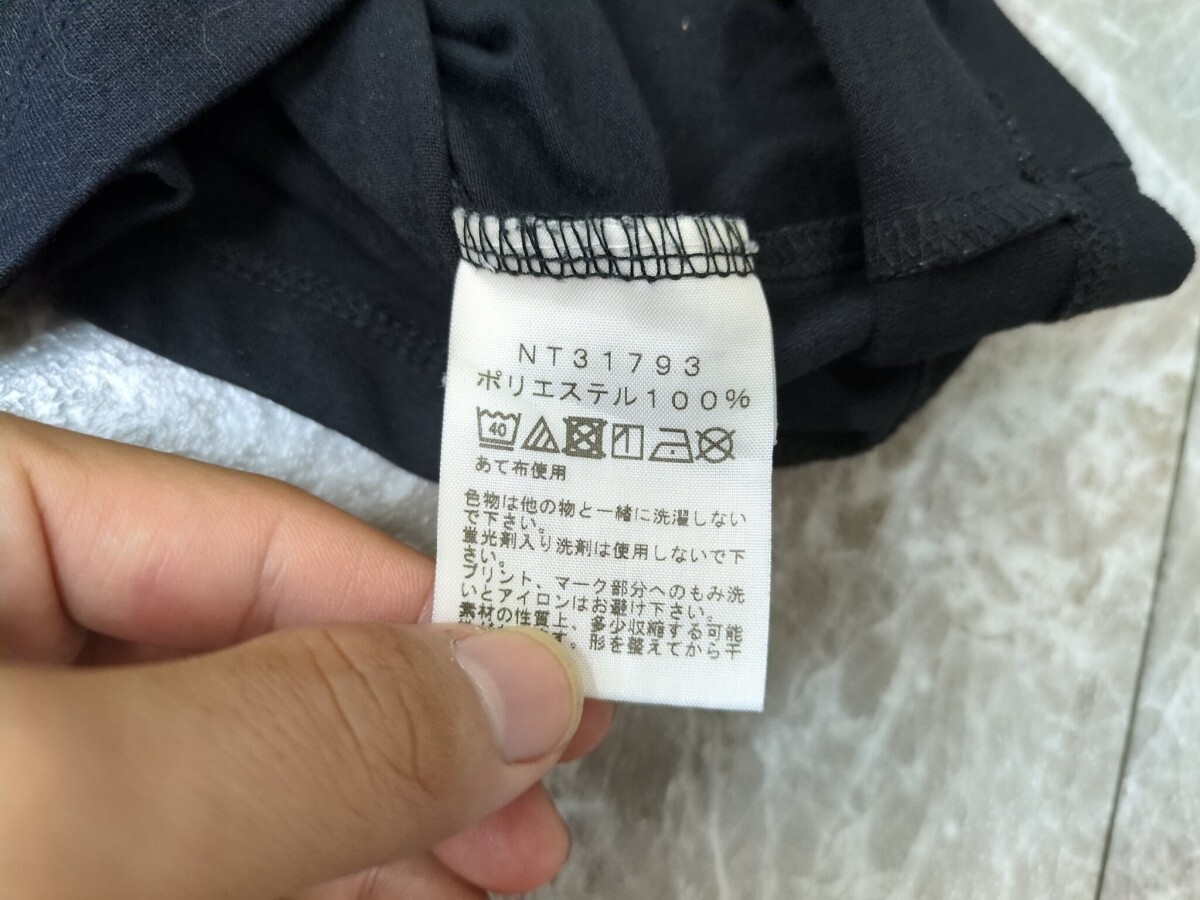 NT31793
ポリエステル100%
40
あて布使用
色物は他の物と一緒に洗濯しない
で下さい。
蛍光剤入り洗剤は使用しないで下
さい。
プリント、マーク部分へのもみ洗
いとアイロンはお避け下さい。
素材の性質上、多少収縮する可能
す。形を整えてから干